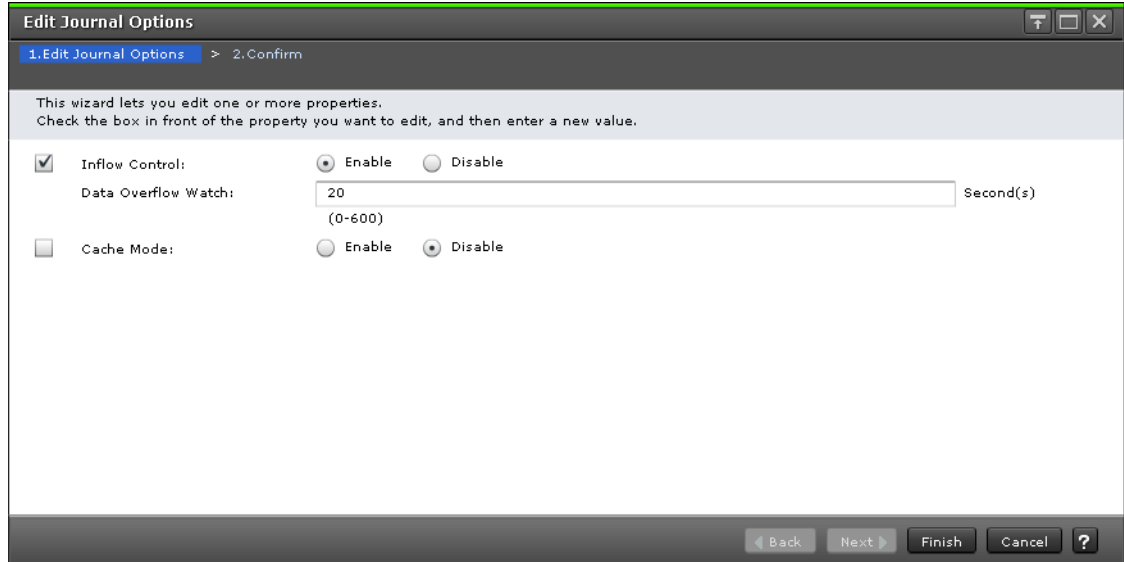 Edit Journal Options
1.Edit Journal Options > 2.Confirm
This wizard lets you edit one or more properties.
Check the box in front of the property you want to edit, and then enter a new value.
Inflow Control: Enable Disable
Data Overflow Watch: 20 Second(s)
(0-600)
Cache Mode: Enable Disable
Back Next Finish Cancel ?